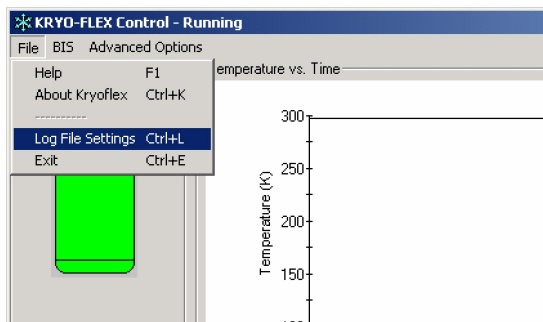 KRYO-FLEX Control - Running
File BIS Advanced Options
Help F1
About Kryoflex Ctrl+K
----------
Log File Settings Ctrl+L
Exit Ctrl+E
emperature vs. Time
300
250
200
150
Temperature (K)